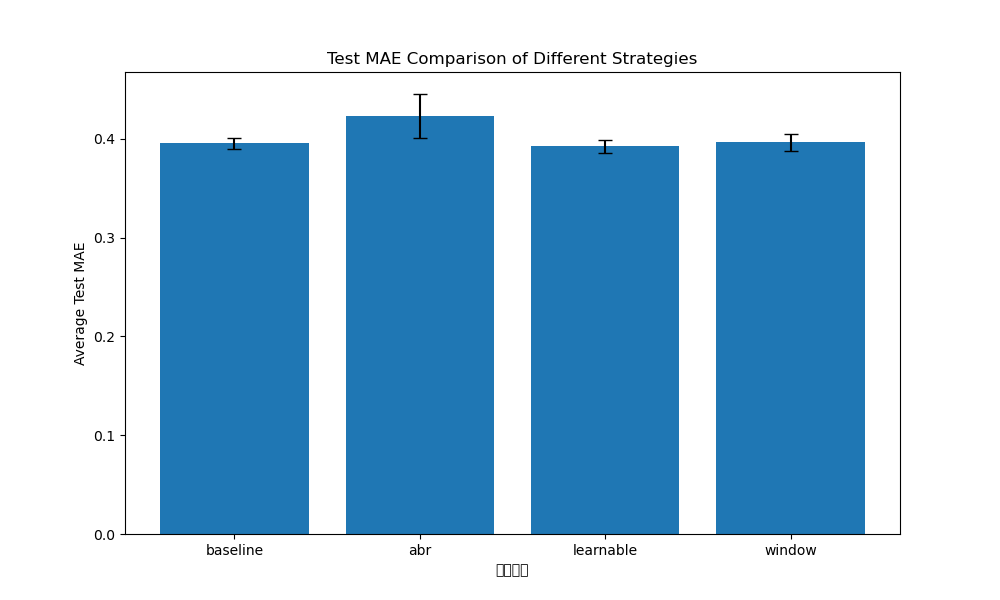 Test MAE Comparison of Different Strategies
Average Test MAE
0.4
0.3
0.2
0.1
0.0
baseline abr learnable window